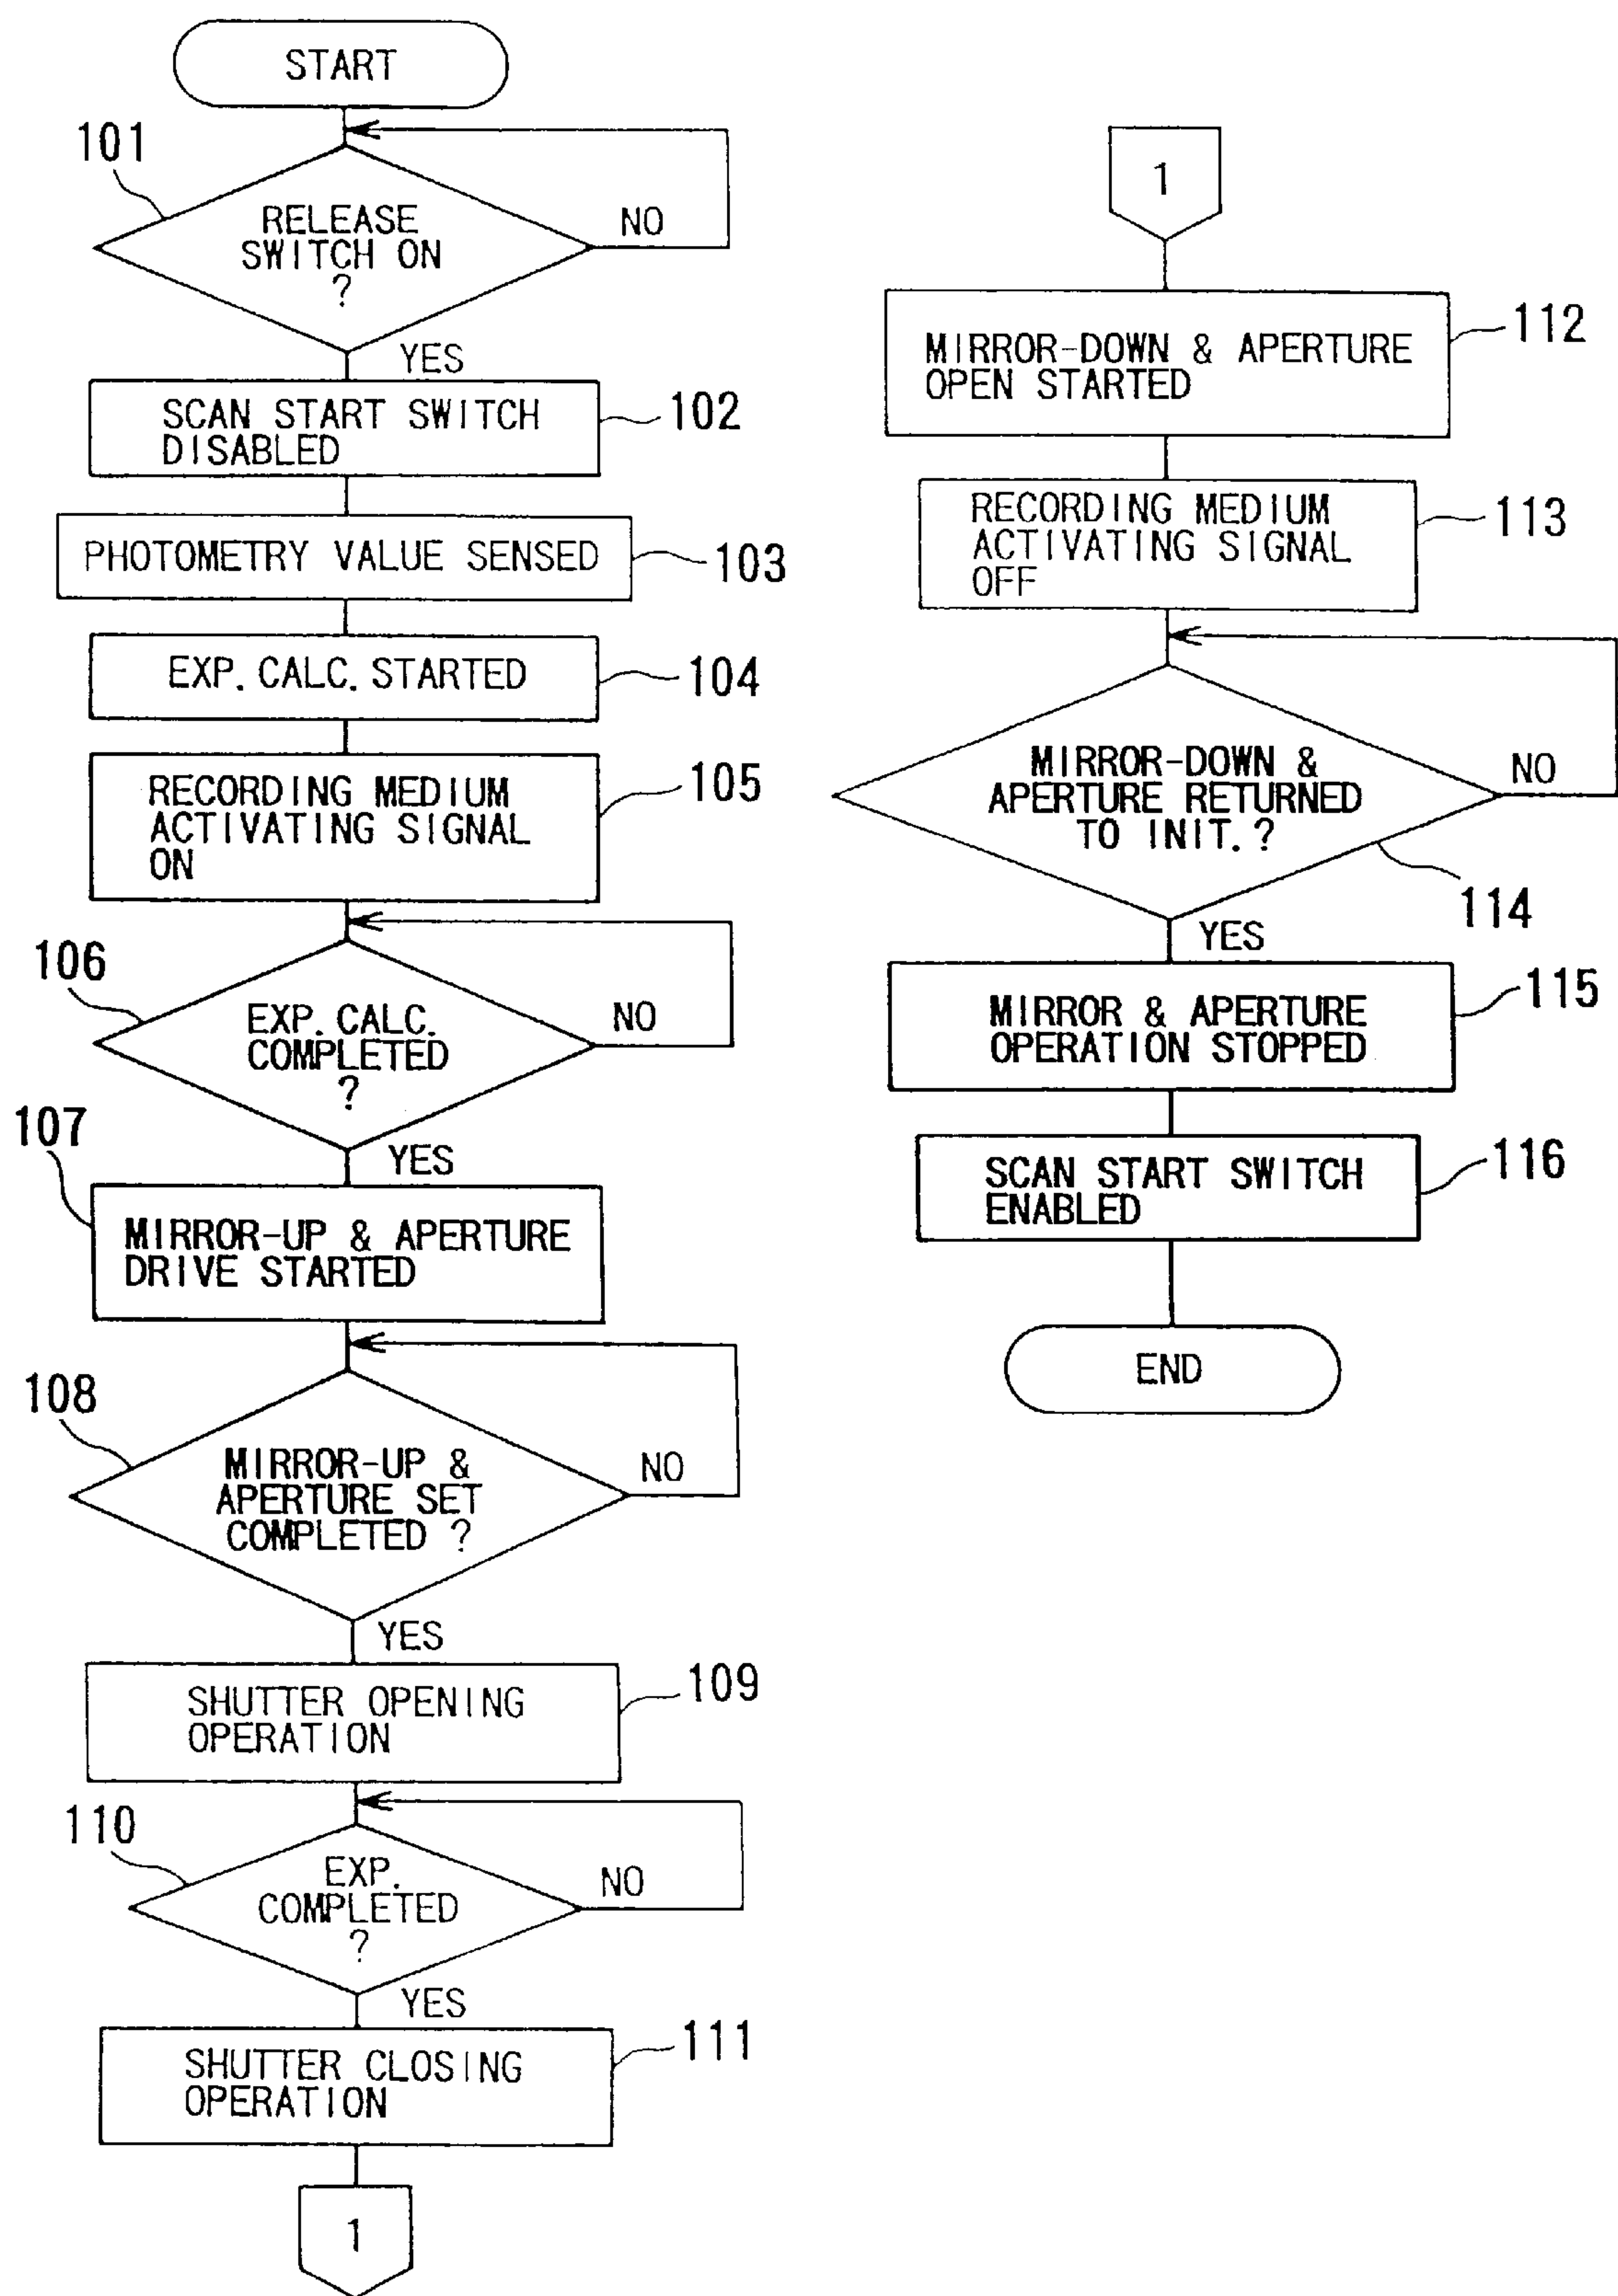 START
101
RELEASE
SWITCH ON
?
NO
YES
SCAN START SWITCH
DISABLED
102
PHOTOMETRY VALUE SENSED
103
EXP. CALC. STARTED
104
RECORDING MEDIUM
ACTIVATING SIGNAL
ON
105
106
EXP. CALC.
COMPLETED
?
NO
YES
107
MIRROR-UP & APERTURE
DRIVE STARTED
108
MIRROR-UP &
APERTURE SET
COMPLETED ?
NO
YES
SHUTTER OPENING
OPERATION
109
110
EXP.
COMPLETED
?
NO
YES
SHUTTER CLOSING
OPERATION
111
1
1
MIRROR-DOWN & APERTURE
OPEN STARTED
112
RECORDING MEDIUM
ACTIVATING SIGNAL
OFF
113
MIRROR-DOWN &
APERTURE RETURNED
TO INIT. ?
NO
114
YES
MIRROR & APERTURE
OPERATION STOPPED
115
SCAN START SWITCH
ENABLED
116
END